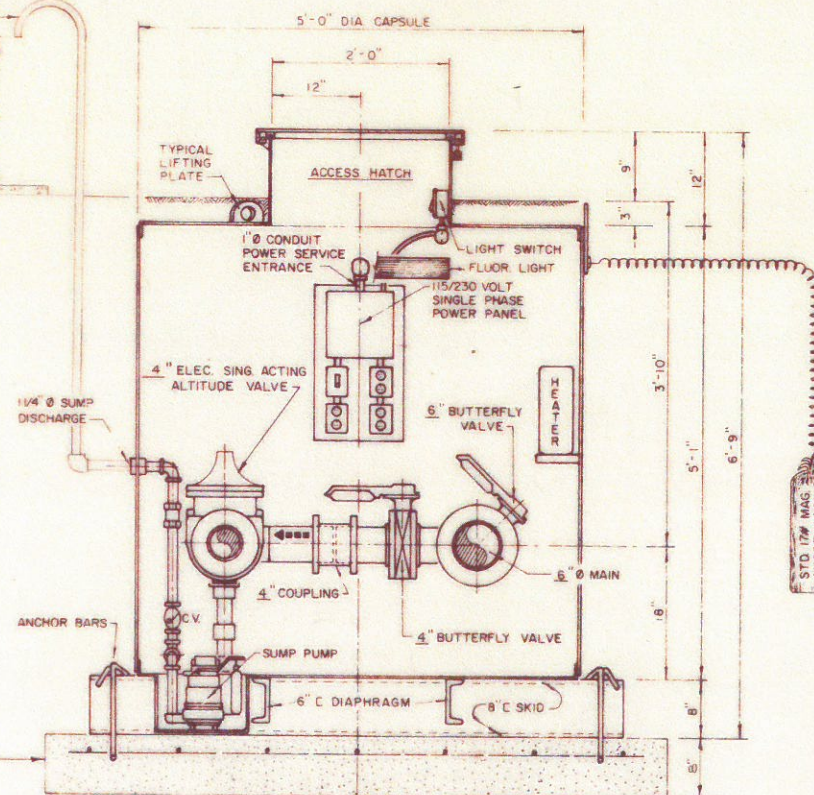 5'-0" DIA. CAPSULE
2'-0"
12"
TYPICAL
LIFTING
PLATE
ACCESS HATCH
9"
12"
3"
1"Ø CONDUIT
POWER SERVICE
ENTRANCE
LIGHT SWITCH
FLUOR. LIGHT
115/230 VOLT
SINGLE PHASE
POWER PANEL
4" ELEC. SING. ACTING
ALTITUDE VALVE
1 1/4" Ø SUMP
DISCHARGE
6" BUTTERFLY
VALVE
HEATER
3'-10"
5'-1"
6'-9"
STD. 17# MAG.
6" Ø MAIN
4" COUPLING
18"
ANCHOR BARS
C.V.
4" BUTTERFLY VALVE
SUMP PUMP
6" C DIAPHRAGM
8" C SKID
8"
8"